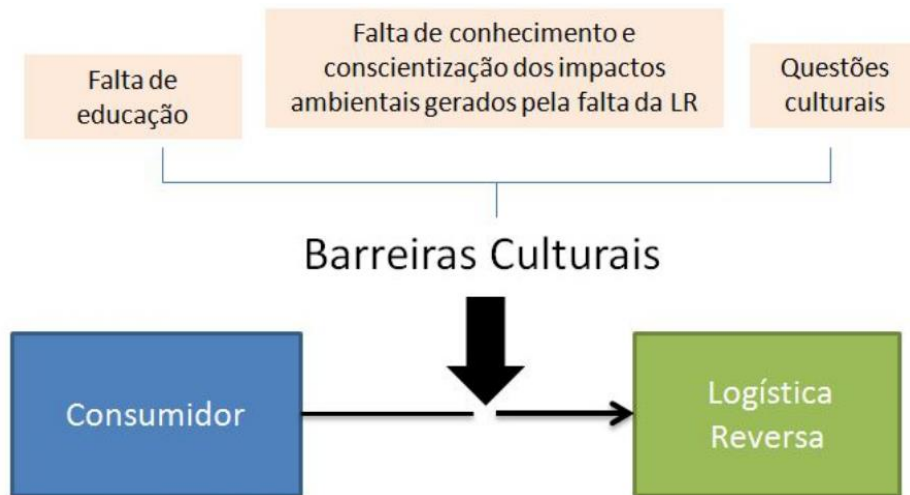 Falta de
educação
Falta de conhecimento e
conscientização dos impactos
ambientais gerados pela falta da LR
Questões
culturais
Barreiras Culturais
Consumidor
Logística
Reversa